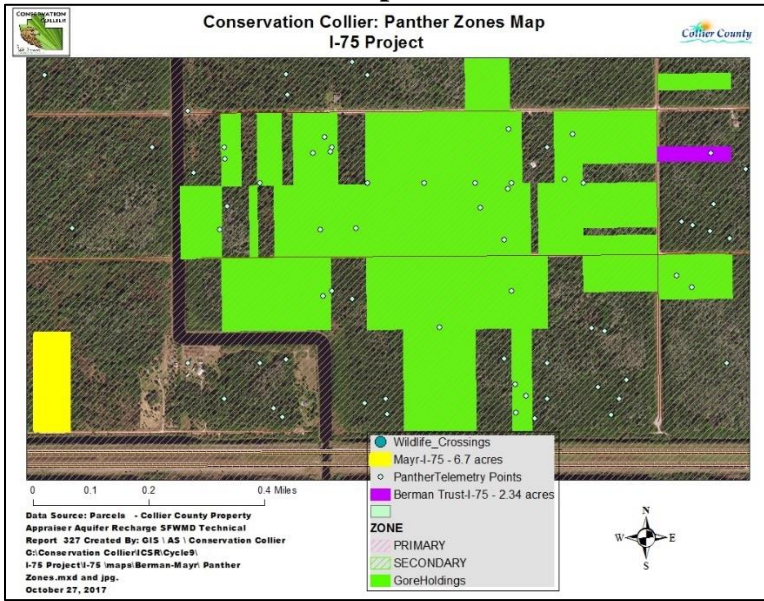 CONSERVATION
COLLIER
Conservation Collier: Panther Zones Map
I-75 Project
Collier County
Wildlife_Crossings
Mayr-I-75 - 6.7 acres
PantherTelemetry Points
Berman Trust-I-75 - 2.34 acres
ZONE
PRIMARY
SECONDARY
GoreHoldings
0 0.1 0.2 0.4 Miles
Data Source: Parcels - Collier County Property
Appraiser Aquifer Recharge SFWMD Technical
Report 327 Created By: GIS \ AS \ Conservation Collier
G:\Conservation Collier\ICSR\Cycle9\
I-75 Project\I-75 \maps\Berman-Mayr\ Panther
Zones.mxd and jpg.
October 27, 2017
N
W E
S